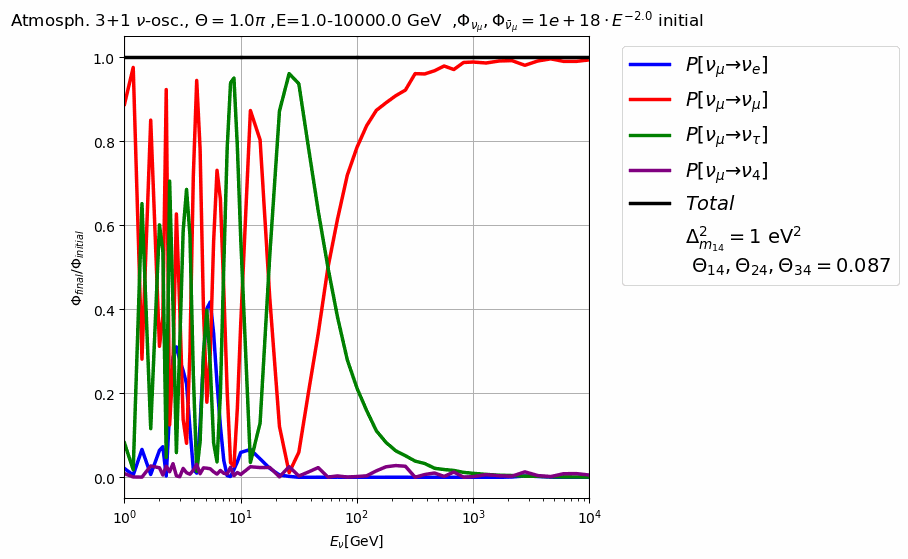 Atmosph. 3+1 ν-osc., Θ = 1.0π ,E=1.0-10000.0 GeV ,Φ_{ν_μ}, Φ_{ν̄_μ} = 1e + 18 · E^{−2.0} initial
P[ν_μ→ν_e]
P[ν_μ→ν_μ]
P[ν_μ→ν_τ]
P[ν_μ→ν_4]
Total
Δ^2_{m_{14}} = 1 eV^2
Θ_{14}, Θ_{24}, Θ_{34} = 0.087
Φ_{final}/Φ_{initial}
1.0
0.8
0.6
0.4
0.2
0.0
10^0
10^1
10^2
10^3
10^4
E_ν[GeV]